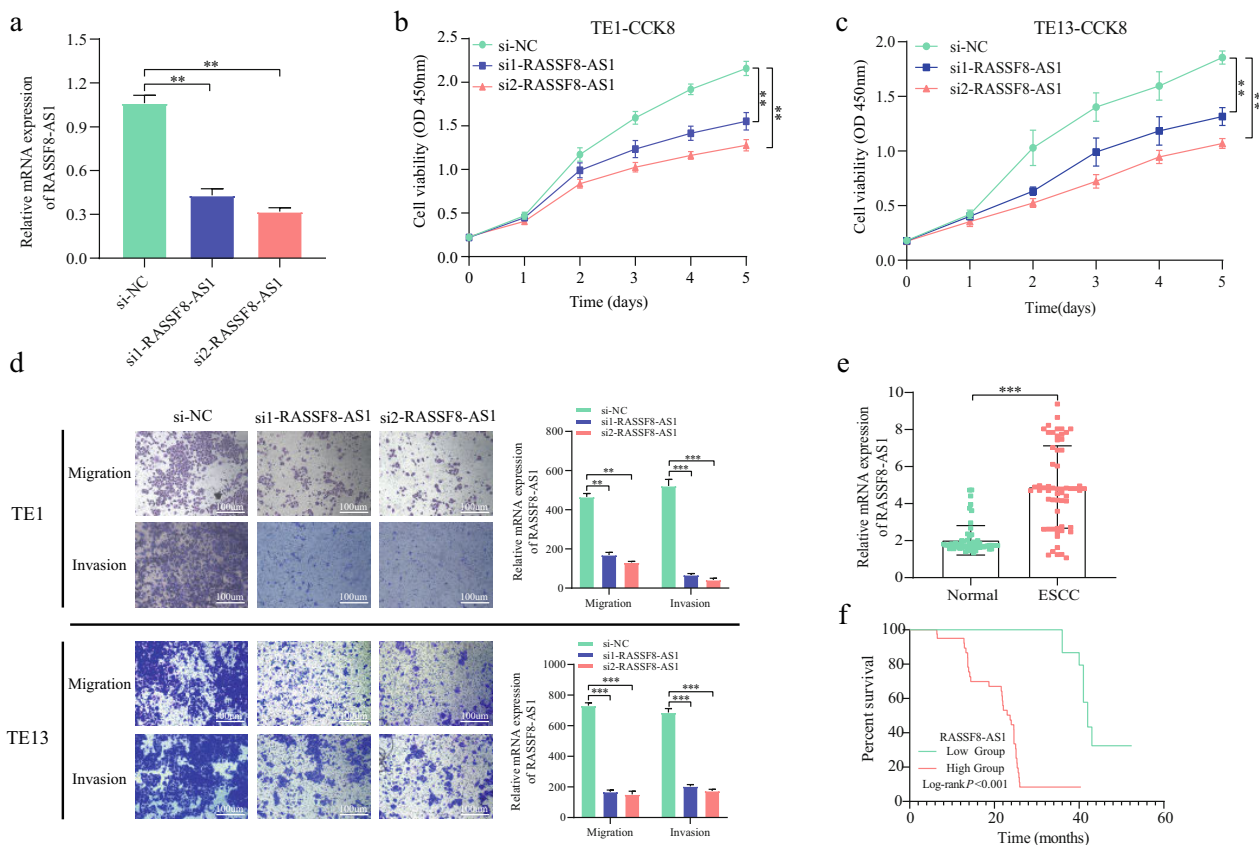 a
Relative mRNA expression
of RASSF8-AS1
1.5
1.2
0.9
0.6
0.3
0.0
**
**
si-NC
si1-RASSF8-AS1
si2-RASSF8-AS1
b
TE1-CCK8
si-NC
si1-RASSF8-AS1
si2-RASSF8-AS1
Cell viability (OD 450nm)
2.5
2.0
1.5
1.0
0.5
0.0
0 1 2 3 4 5
Time (days)
**
**
c
TE13-CCK8
si-NC
si1-RASSF8-AS1
si2-RASSF8-AS1
Cell viability (OD 450nm)
2.0
1.5
1.0
0.5
0.0
0 1 2 3 4 5
Time(days)
**
**
d
si-NC si1-RASSF8-AS1 si2-RASSF8-AS1
TE1
Migration
100um 100um 100um
Invasion
100um 100um 100um
si-NC
si1-RASSF8-AS1
si2-RASSF8-AS1
Relative mRNA expression
of RASSF8-AS1
600
400
200
0
**
**
***
***
Migration Invasion
TE13
Migration
100um 100um 100um
Invasion
100um 100um 100um
si-NC
si1-RASSF8-AS1
si2-RASSF8-AS1
Relative mRNA expression
of RASSF8-AS1
1000
800
600
400
200
0
***
***
***
***
Migration Invasion
e
Relative mRNA expression
of RASSF8-AS1
10
8
6
4
2
0
***
Normal ESCC
f
Percent survival
100
80
60
40
20
0
RASSF8-AS1
Low Group
High Group
Log-rank P<0.001
0 20 40 60
Time (months)